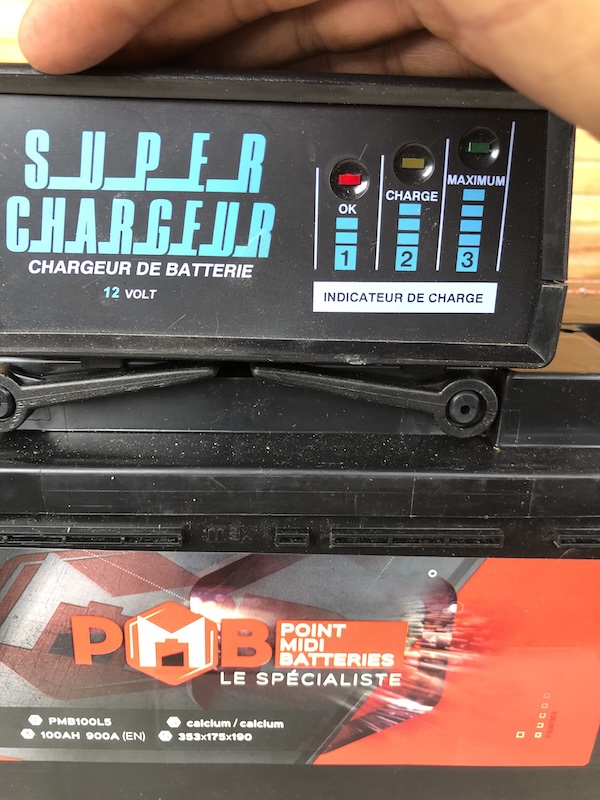 SUPER
CHARGEUR
CHARGEUR DE BATTERIE
12 VOLT
OK
CHARGE
MAXIMUM
1
2
3
INDICATEUR DE CHARGE
PMB
POINT
MIDI
BATTERIES
LE SPÉCIALISTE
PMB100L5
calcium / calcium
100AH 900A (EN)
353x175x190